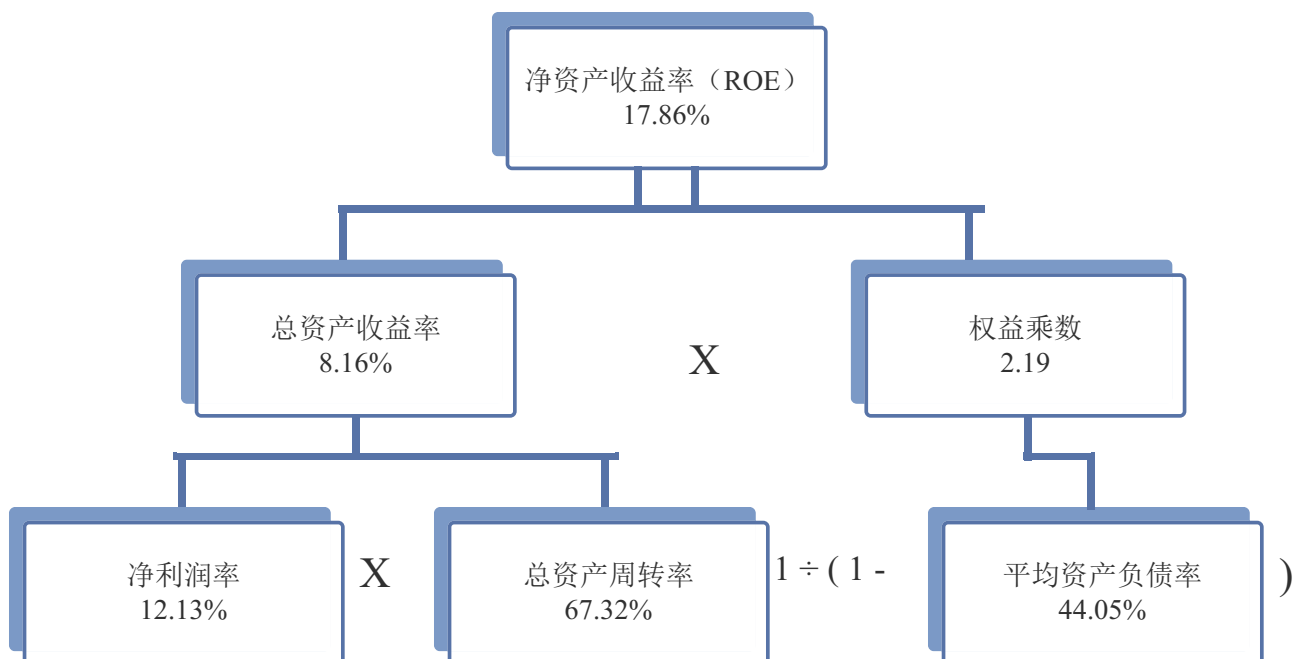 净资产收益率（ROE）
17.86%
总资产收益率
8.16%
X
权益乘数
2.19
净利润率
12.13%
X
总资产周转率
67.32%
1 ÷ ( 1 -
平均资产负债率
44.05%
)